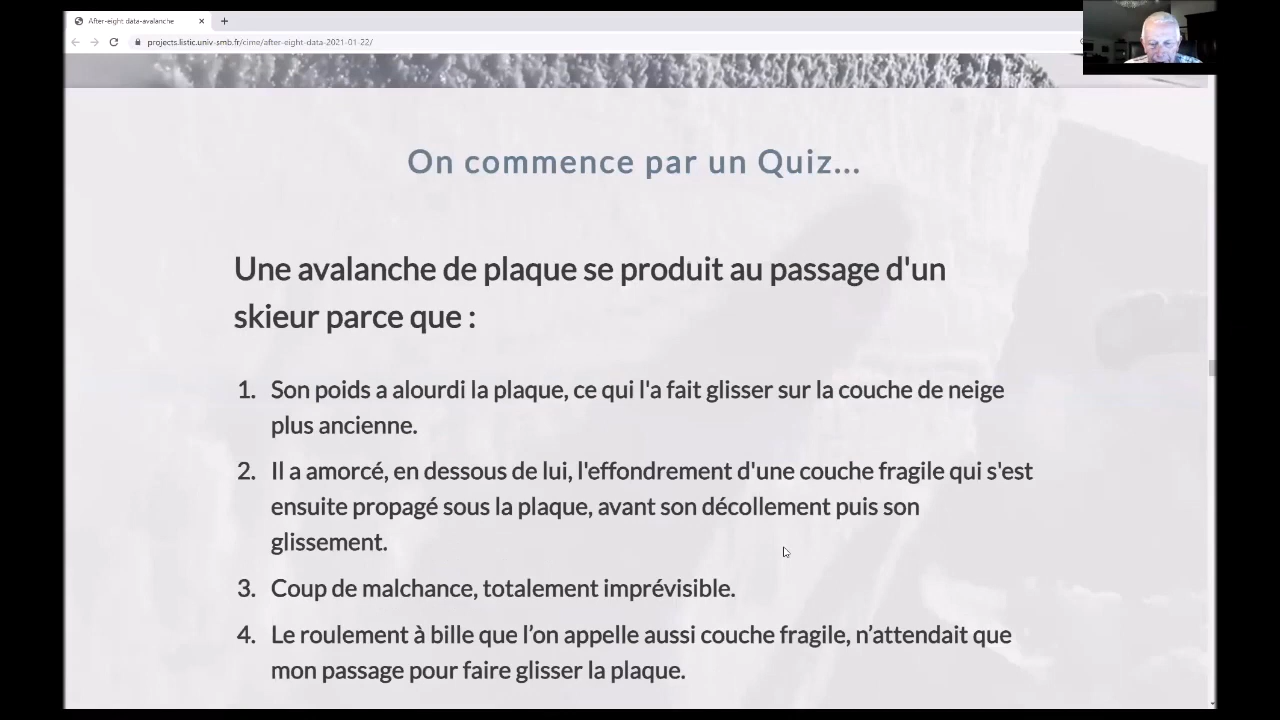 After-eight data-avalanche
projects.listic.univ-smb.fr/cime/after-eight-data-2021-01-22/
On commence par un Quiz...
Une avalanche de plaque se produit au passage d'un
skieur parce que :
1. Son poids a alourdi la plaque, ce qui l'a fait glisser sur la couche de neige
plus ancienne.
2. Il a amorcé, en dessous de lui, l'effondrement d'une couche fragile qui s'est
ensuite propagé sous la plaque, avant son décollement puis son
glissement.
3. Coup de malchance, totalement imprévisible.
4. Le roulement à bille que l’on appelle aussi couche fragile, n’attendait que
mon passage pour faire glisser la plaque.